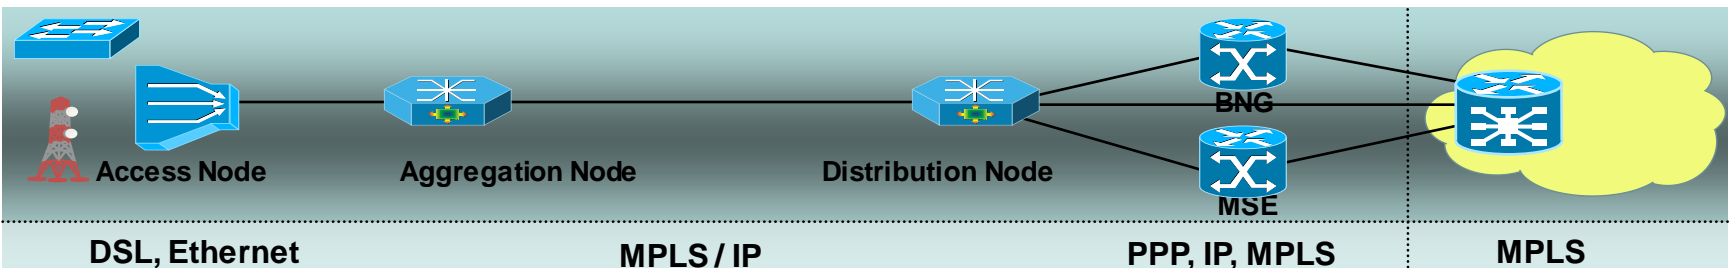 BNG
Access Node
Aggregation Node
Distribution Node
MSE
DSL, Ethernet
MPLS / IP
PPP, IP, MPLS
MPLS